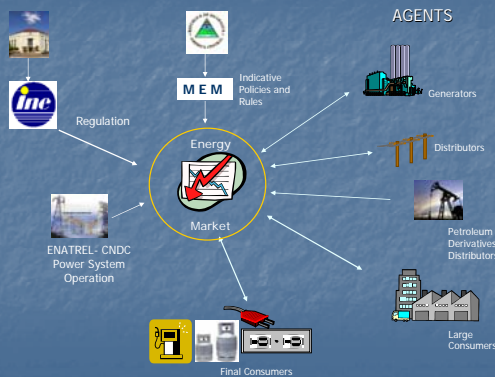 AGENTS
ine
M E M
Indicative
Policies and
Rules
Generators
Regulation
Energy
Market
Distributors
ENATREL- CNDC
Power System
Operation
Petroleum
Derivatives
Distributors
Large
Consumers
Final Consumers